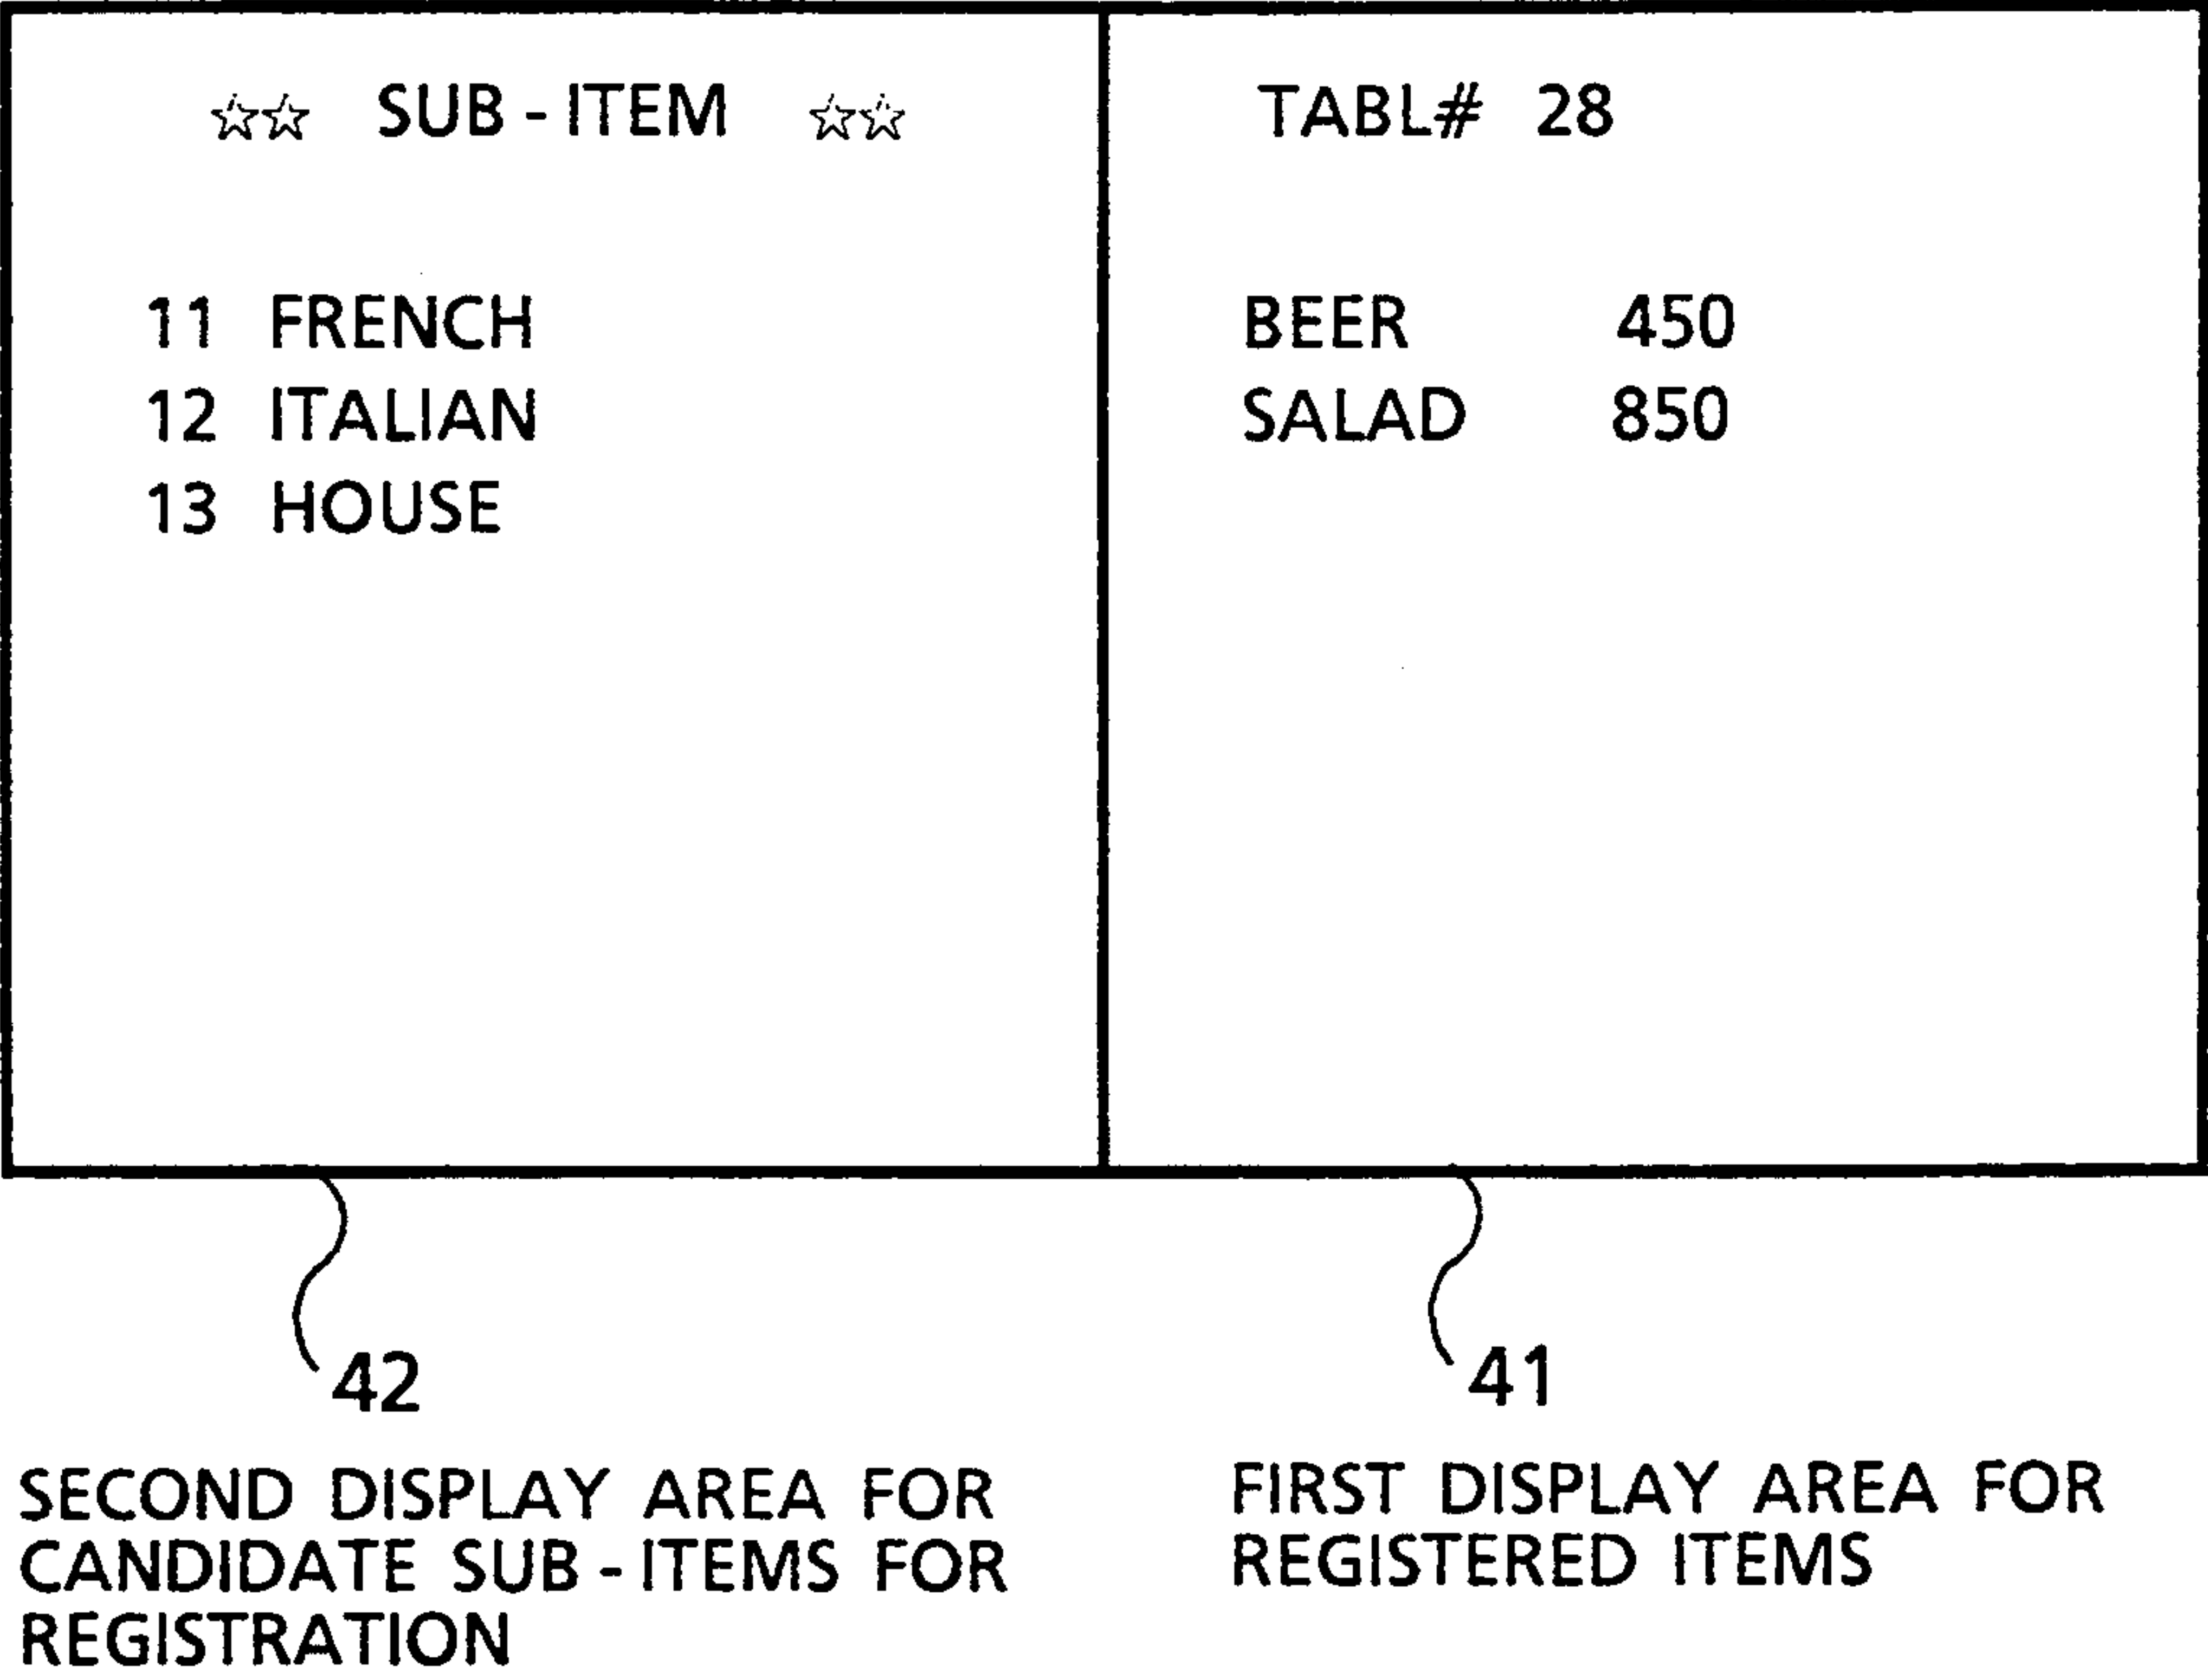 ☆☆ SUB-ITEM ☆☆
11 FRENCH
12 ITALIAN
13 HOUSE
TABL# 28
BEER 450
SALAD 850
42
SECOND DISPLAY AREA FOR
CANDIDATE SUB-ITEMS FOR
REGISTRATION
41
FIRST DISPLAY AREA FOR
REGISTERED ITEMS